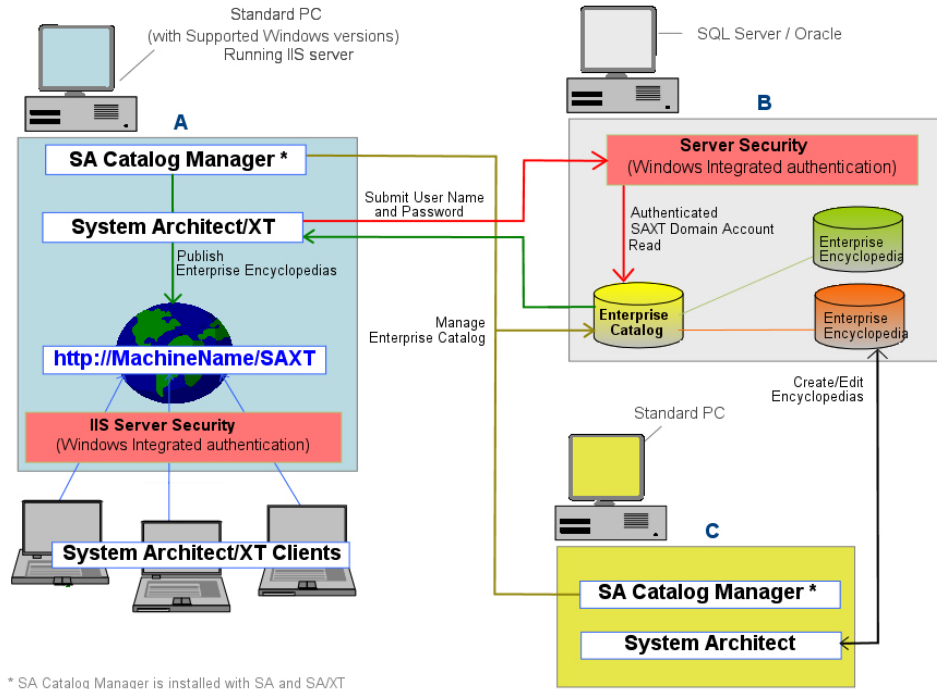 Standard PC
(with Supported Windows versions)
Running IIS server
SQL Server / Oracle
A
B
SA Catalog Manager *
System Architect/XT
Submit User Name
and Password
Server Security
(Windows Integrated authentication)
Authenticated
SAXT Domain Account
Read
Enterprise
Encyclopedia
Publish
Enterprise Encyclopedias
Enterprise
Catalog
Enterprise
Encyclopedia
Manage
Enterprise Catalog
http://MachineName/SAXT
Create/Edit
Encyclopedias
IIS Server Security
(Windows Integrated authentication)
Standard PC
C
System Architect/XT Clients
SA Catalog Manager *
System Architect
* SA Catalog Manager is installed with SA and SA/XT